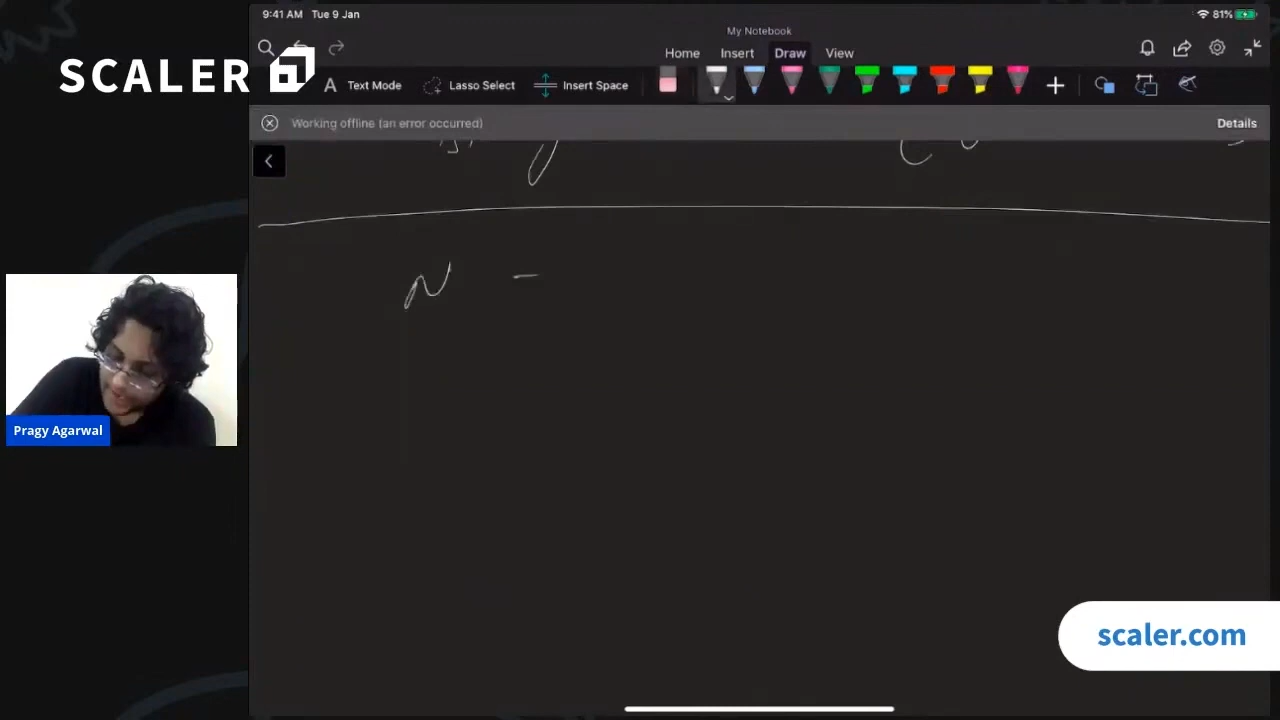 9:41 AM Tue 9 Jan
81%
My Notebook
Home Insert Draw View
SCALER
Text Mode Lasso Select Insert Space
Working offline (an error occurred)
Details
N -
Pragy Agarwal
scaler.com